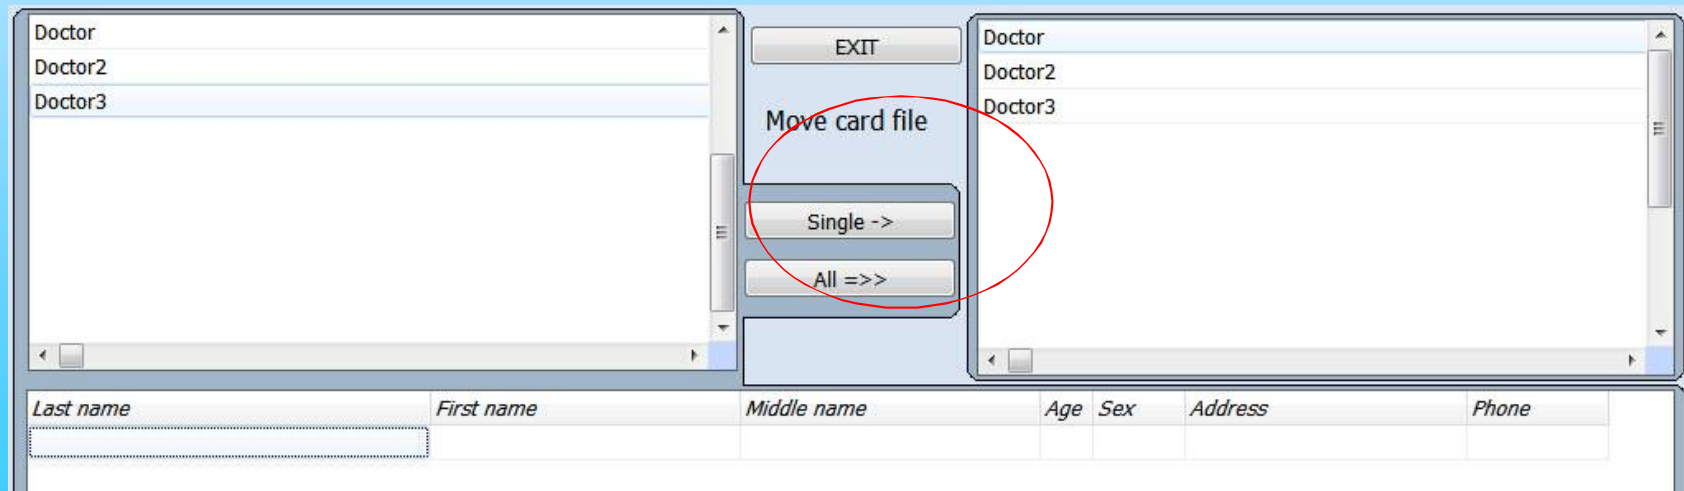 Doctor
Doctor2
Doctor3
EXIT
Move card file
Single ->
All =>>
Doctor
Doctor2
Doctor3
Last name First name Middle name Age Sex Address Phone